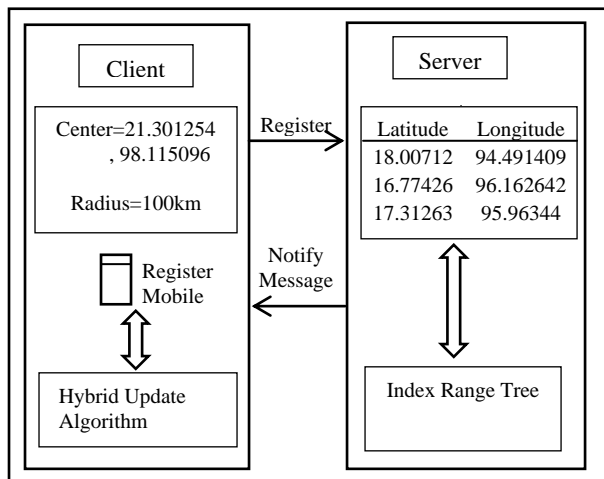 Client
Center=21.301254
, 98.115096
Radius=100km
Register
Mobile
Hybrid Update
Algorithm
Register
Notify
Message
Server
Latitude Longitude
18.00712 94.491409
16.77426 96.162642
17.31263 95.96344
Index Range Tree